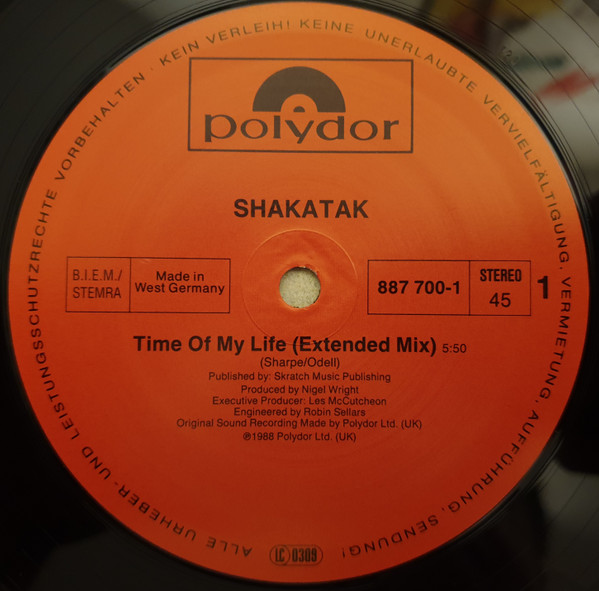 ALLE URHEBER- UND LEISTUNGSSCHUTZRECHTE VORBEHALTEN · KEIN VERLEIH! KEINE UNERLAUBTE VERVIELFÄLTIGUNG, VERMIETUNG, AUFFÜHRUNG, SENDUNG!
polydor
SHAKATAK
B.I.E.M./
STEMRA
Made in
West Germany
887 700-1
STEREO
45
1
Time Of My Life (Extended Mix) 5:50
(Sharpe/Odell)
Published by: Skratch Music Publishing
Produced by Nigel Wright
Executive Producer: Les McCutcheon
Engineered by Robin Sellars
Original Sound Recording Made by Polydor Ltd. (UK)
℗1988 Polydor Ltd. (UK)
LC 0309